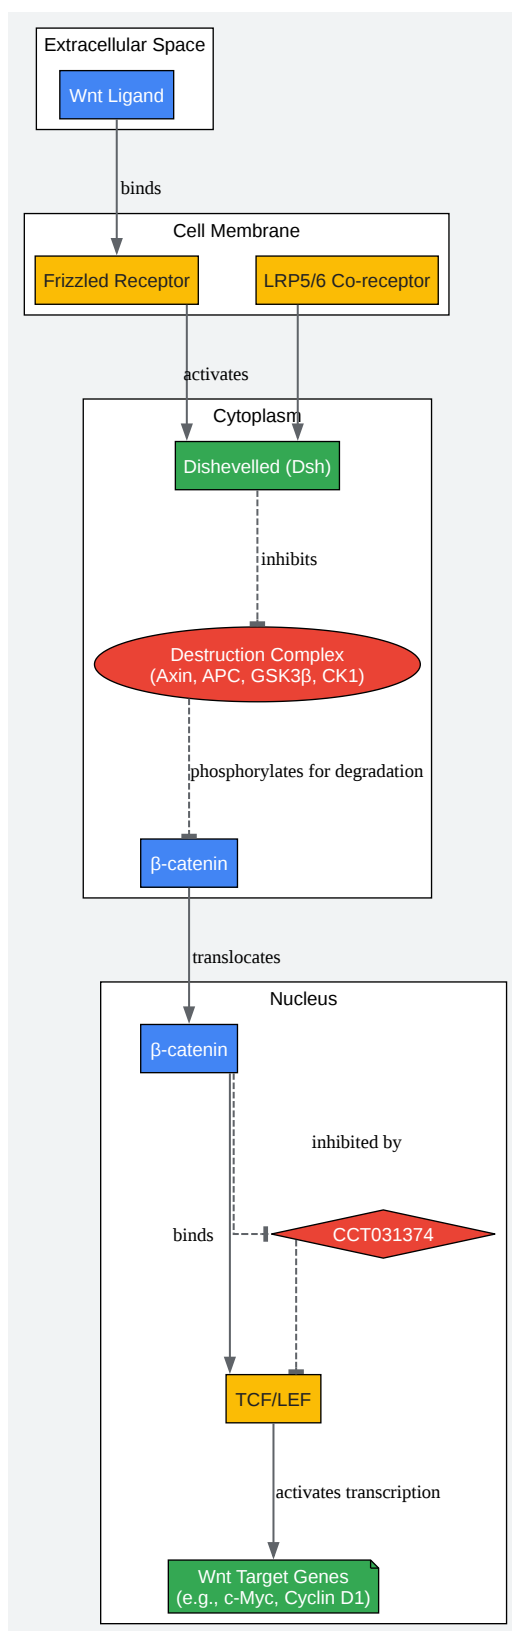 Extracellular Space
Wnt Ligand
binds
Cell Membrane
Frizzled Receptor
LRP5/6 Co-receptor
activates
Cytoplasm
Dishevelled (Dsh)
inhibits
Destruction Complex
(Axin, APC, GSK3β, CK1)
phosphorylates for degradation
β-catenin
translocates
Nucleus
β-catenin
inhibited by
binds
CCT031374
TCF/LEF
activates transcription
Wnt Target Genes
(e.g., c-Myc, Cyclin D1)